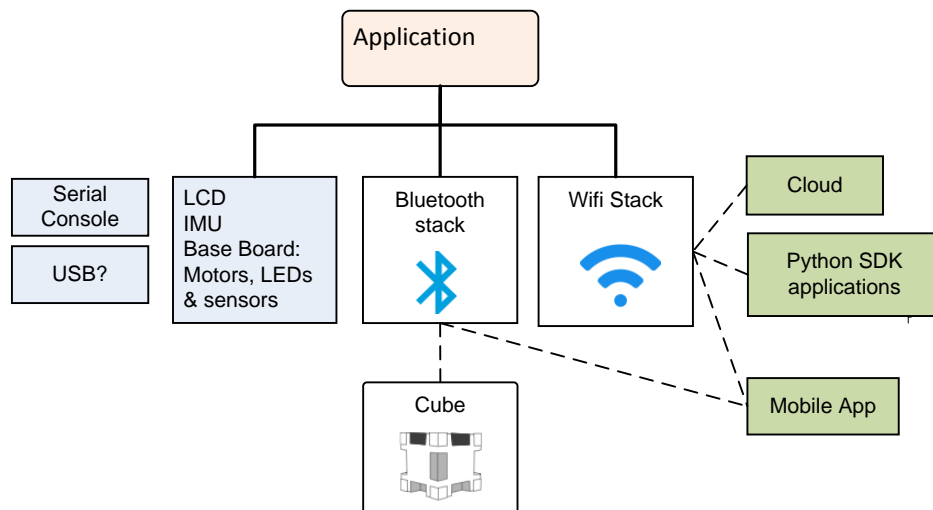 Application
Serial
Console
USB?
LCD
IMU
Base Board:
Motors, LEDs
& sensors
Bluetooth
stack
Wifi Stack
Cloud
Python SDK
applications
Mobile App
Cube